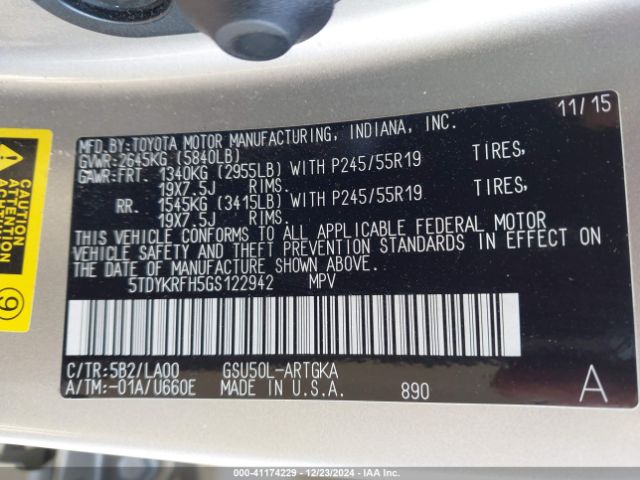 11/15
MFD.BY:TOYOTA MOTOR MANUFACTURING, INDIANA, INC.
GVWR:2645KG (5840LB)
GAWR:FRT. 1340KG (2955LB) WITH P245/55R19 TIRES,
19X7.5J RIMS.
RR. 1545KG (3415LB) WITH P245/55R19 TIRES,
19X7.5J RIMS.
THIS VEHICLE CONFORMS TO ALL APPLICABLE FEDERAL MOTOR
VEHICLE SAFETY AND THEFT PREVENTION STANDARDS IN EFFECT ON
THE DATE OF MANUFACTURE SHOWN ABOVE.
5TDYKRFH5GS122942 MPV
C/TR:5B2/LA00 GSU50L-ARTGKA
A/TM:-01A/U660E MADE IN U.S.A. 890 A
CAUTION
ATTENTION
9
©COPART 41174229 - 12/23/2024 - IAA Inc.